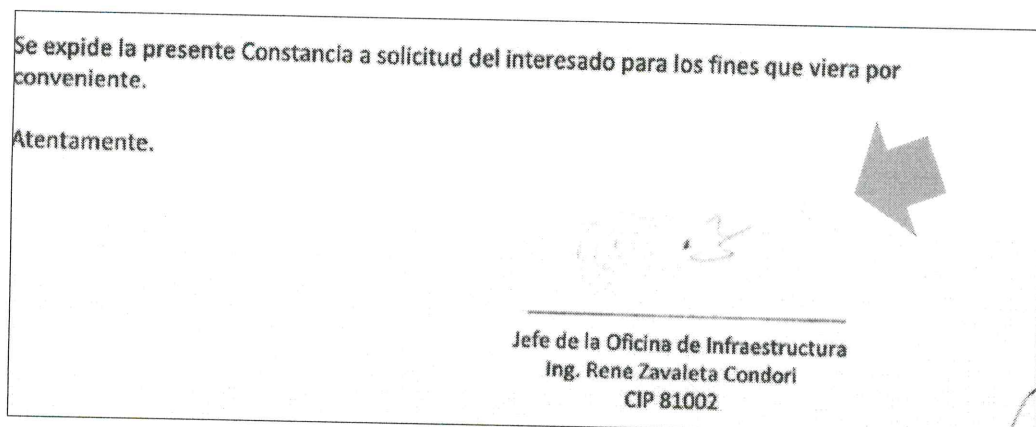 Se expide la presente Constancia a solicitud del interesado para los fines que viera por
conveniente.
Atentamente.
Jefe de la Oficina de Infraestructura
Ing. Rene Zavaleta Condori
CIP 81002